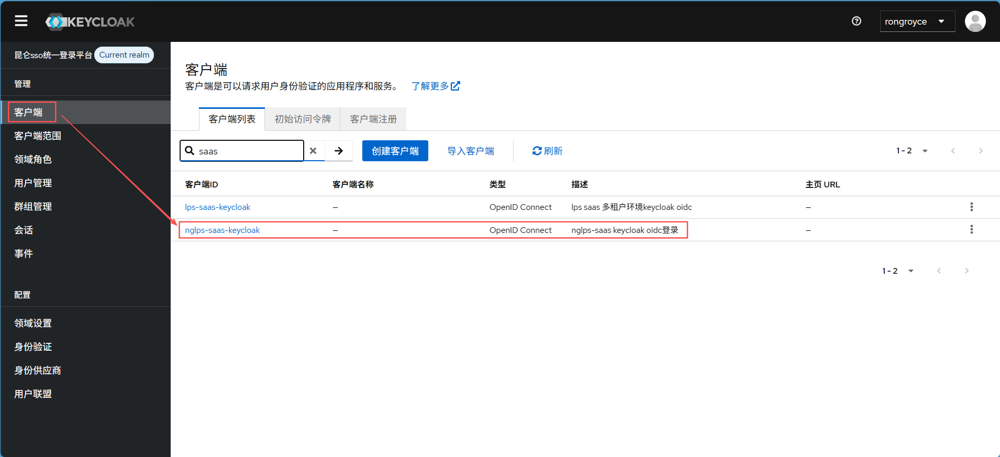 KEYCLOAK
rongroyce
昆仑sso统一登录平台 Current realm
管理
客户端
客户端范围
领域角色
用户管理
群组管理
会话
事件
配置
领域设置
身份验证
身份供应商
用户联盟
客户端
客户端是可以请求用户身份验证的应用程序和服务。 了解更多
客户端列表 初始访问令牌 客户端注册
saas 创建客户端 导入客户端 刷新 1 - 2
客户端ID 客户端名称 类型 描述 主页 URL
lps-saas-keycloak – OpenID Connect lps saas 多租户环境keycloak oidc –
nglps-saas-keycloak – OpenID Connect nglps-saas keycloak oidc登录 –
1 - 2